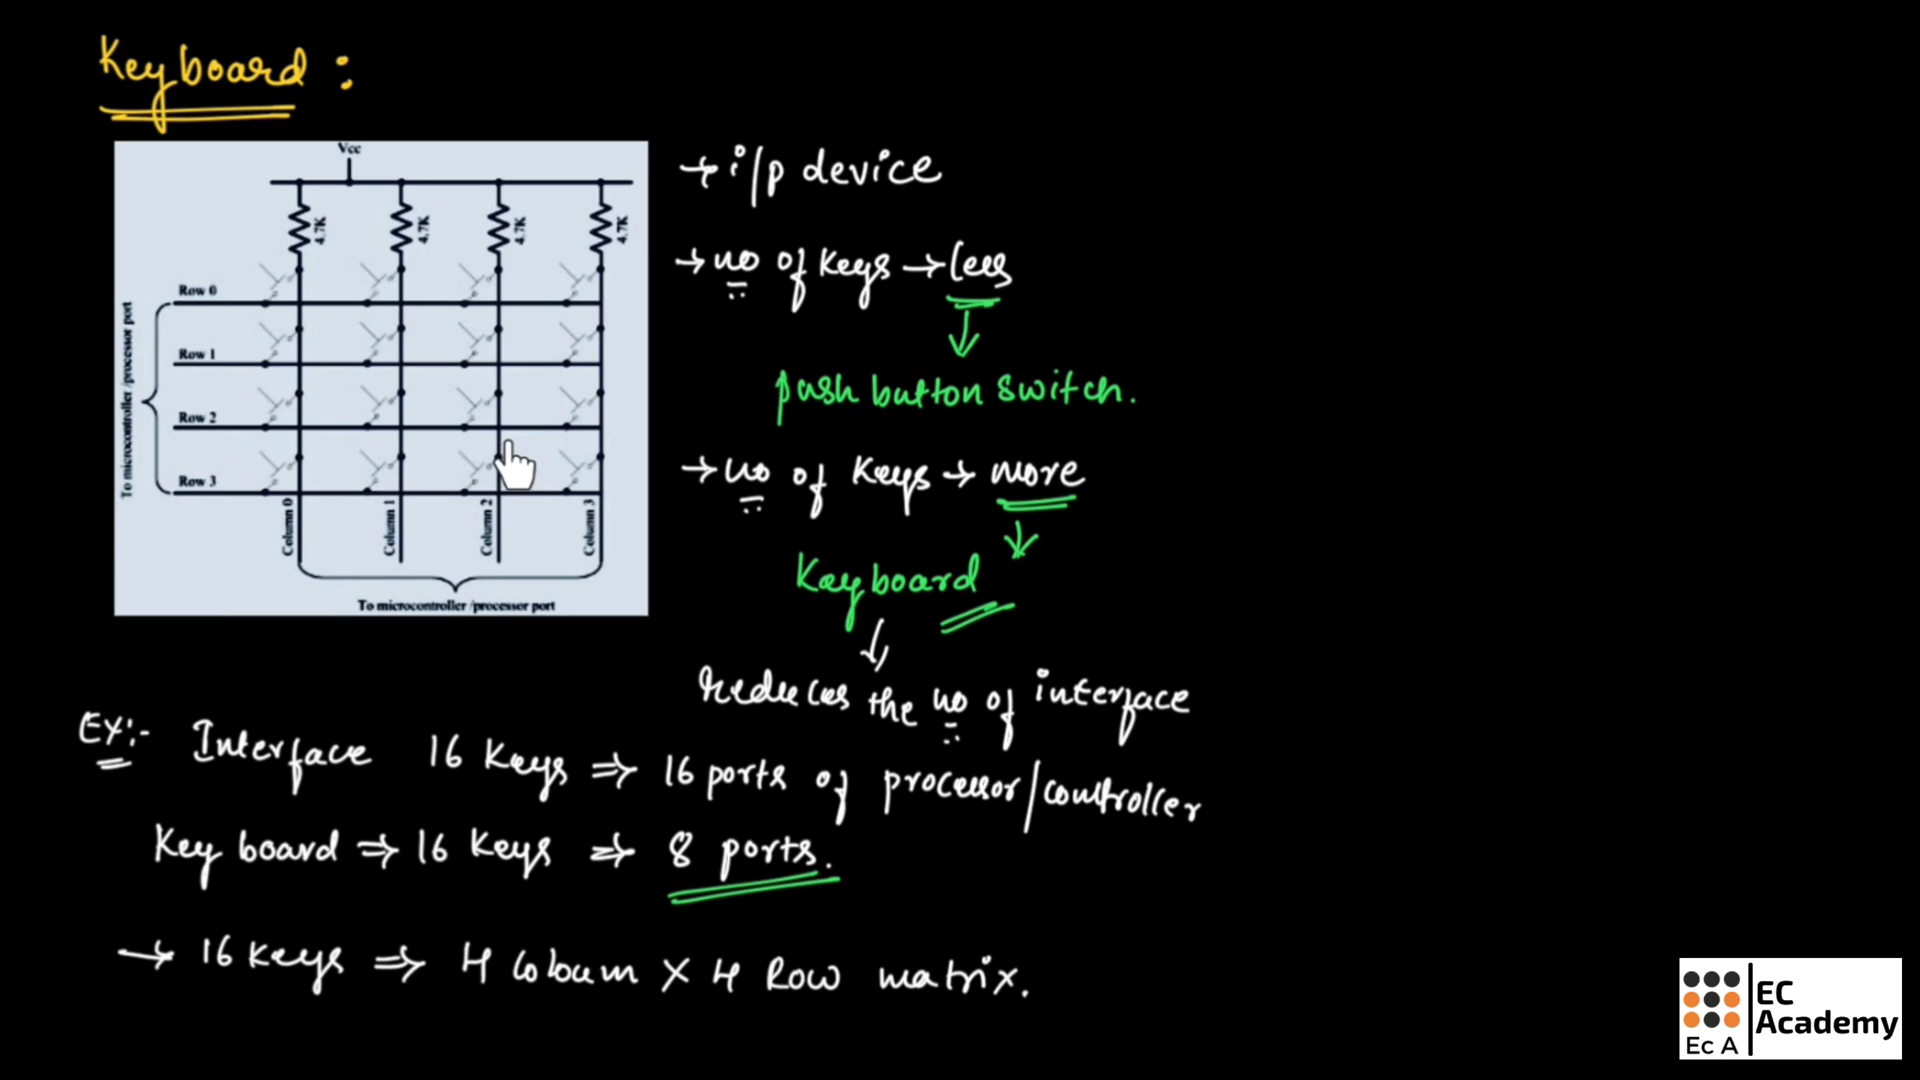 Keyboard :
Vcc
4.7K
4.7K
4.7K
4.7K
Row 0
Row 1
Row 2
Row 3
To microcontroller /processor port
Column 0
Column 1
Column 2
Column 3
To microcontroller /processor port
→ i/p device
→ no of Keys → less
push button switch.
→ no of Keys → more
Keyboard
reduces the no of interface
EX:- Interface 16 Keys ⇒ 16 ports of processor/controller
Key board ⇒ 16 Keys ⇒ 8 ports.
→ 16 Keys ⇒ 4 Coloum X 4 Row matrix.
EC
Academy
Ec A